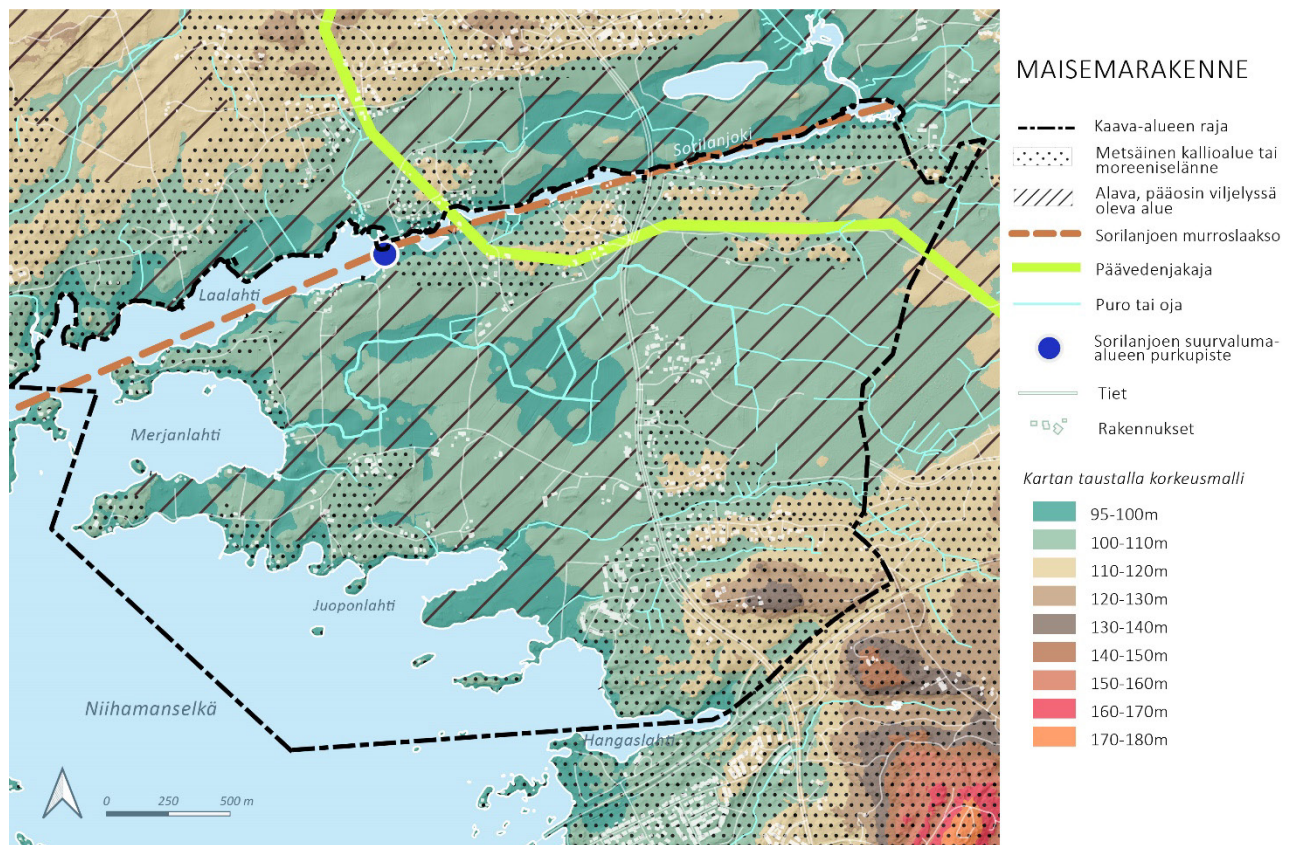 Sorilanjoki
Laalahti
Merjanlahti
Juoponlahti
Niihamanselkä
Hangaslahti
0 250 500 m
MAISEMARAKENNE
Kaava-alueen raja
Metsäinen kallioalue tai
moreeniselänne
Alava, pääosin viljelyssä
oleva alue
Sorilanjoen murroslaakso
Päävedenjakaja
Puro tai oja
Sorilanjoen suurvaluma-
alueen purkupiste
Tiet
Rakennukset
Kartan taustalla korkeusmalli
95-100m
100-110m
110-120m
120-130m
130-140m
140-150m
150-160m
160-170m
170-180m